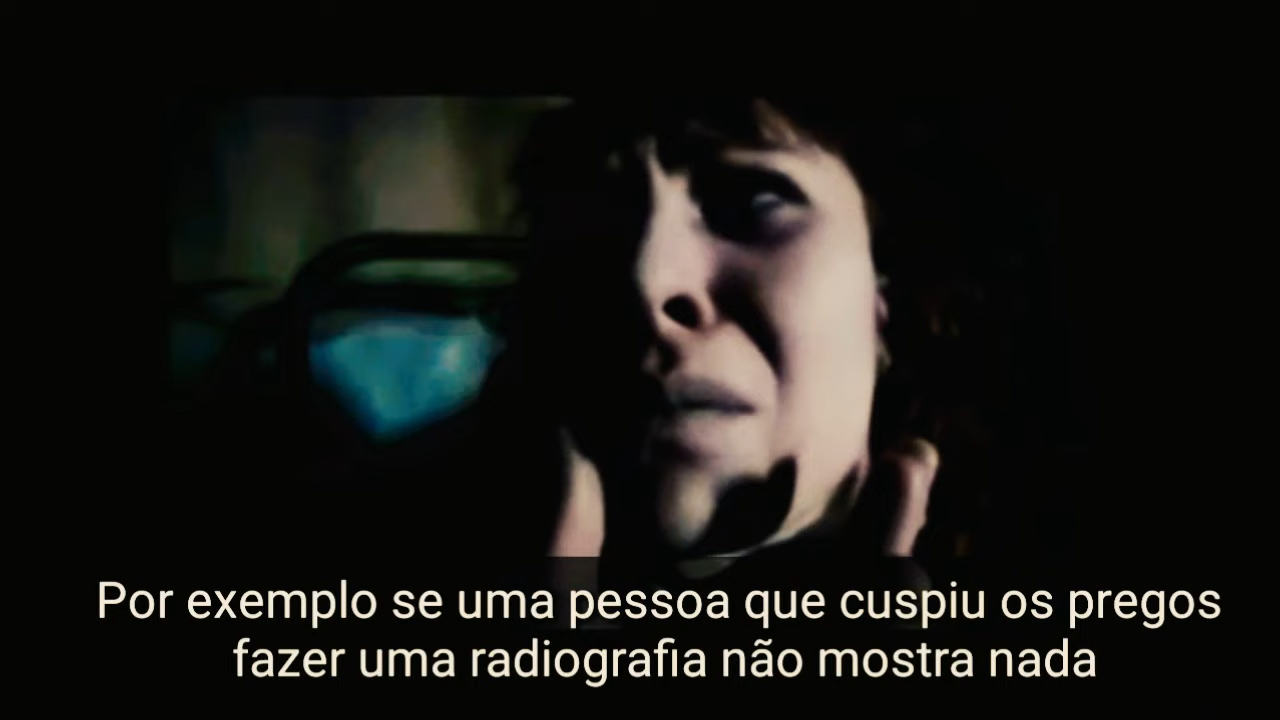 Por exemplo se uma pessoa que cuspiu os pregos
fazer uma radiografia não mostra nada